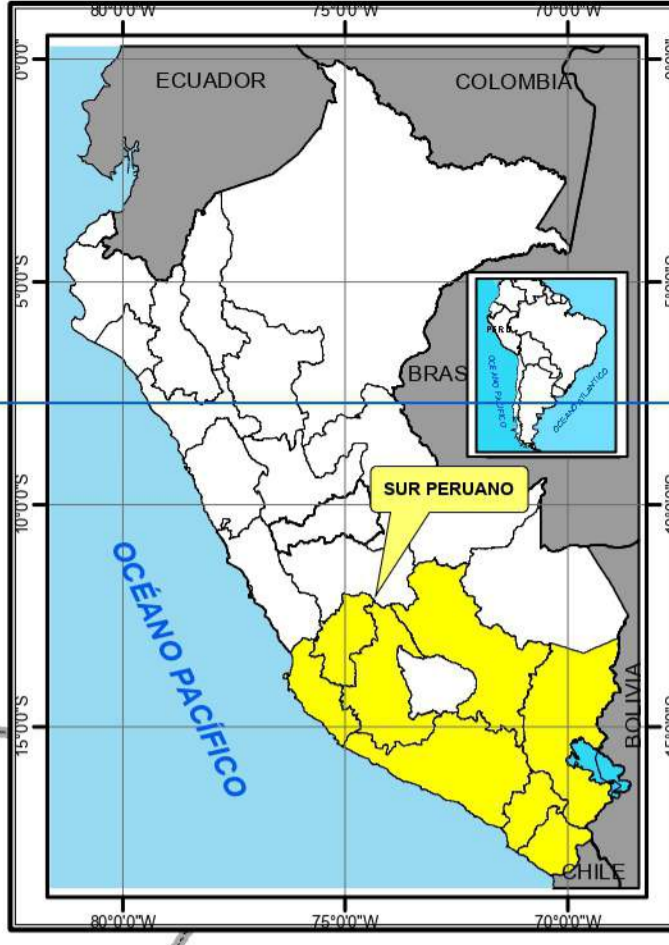 ECUADOR
COLOMBIA
PERÚ
OCÉANO PACÍFICO
OCÉANO ATLÁNTICO
BRAS
SUR PERUANO
OCÉANO PACÍFICO
BOLIVIA
CHILE
0°0'0"
5°0'0"S
10°0'0"S
15°0'0"S
80°0'0"W
75°0'0"W
70°0'0"W
80°0'0"W
75°0'0"W
70°0'0"W